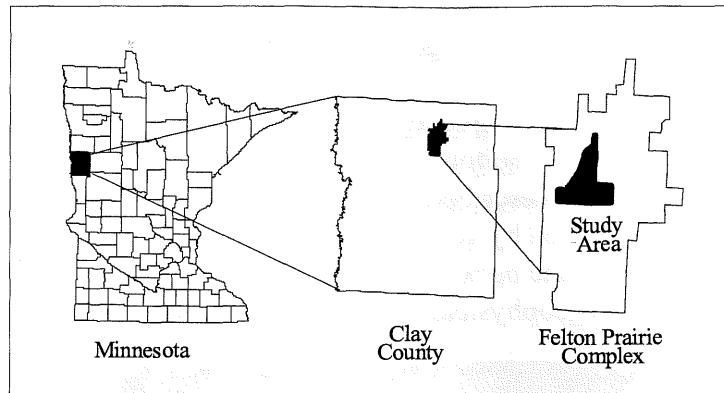 Study
Area
Minnesota
Clay
County
Felton Prairie
Complex